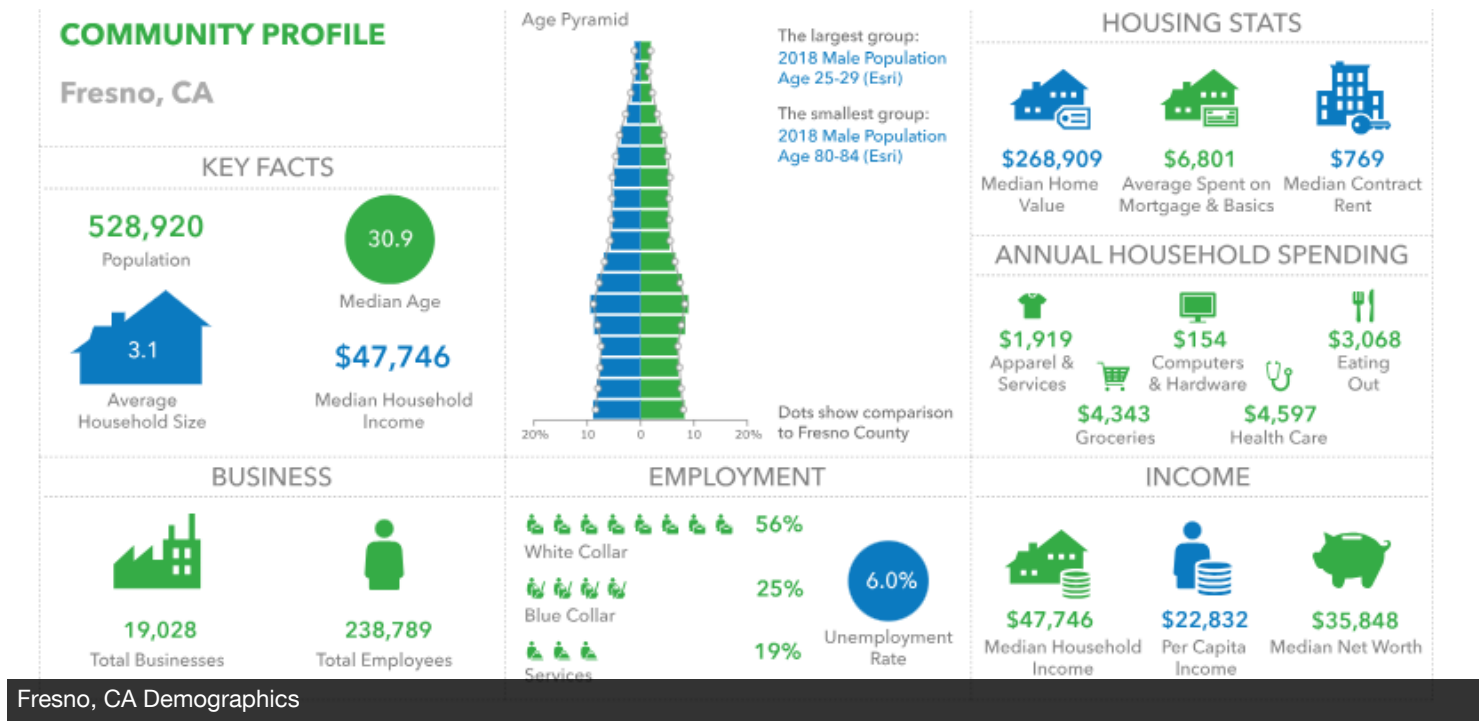 COMMUNITY PROFILE
Fresno, CA
KEY FACTS
528,920
Population
30.9
Median Age
3.1
Average
Household Size
$47,746
Median Household
Income
Age Pyramid
The largest group:
2018 Male Population
Age 25-29 (Esri)
The smallest group:
2018 Male Population
Age 80-84 (Esri)
20% 10 0 10 20%
Dots show comparison
to Fresno County
HOUSING STATS
$268,909
Median Home
Value
$6,801
Average Spent on
Mortgage & Basics
$769
Median Contract
Rent
ANNUAL HOUSEHOLD SPENDING
$1,919
Apparel &
Services
$154
Computers
& Hardware
$3,068
Eating
Out
$4,343
Groceries
$4,597
Health Care
BUSINESS
19,028
Total Businesses
238,789
Total Employees
EMPLOYMENT
56%
White Collar
25%
Blue Collar
19%
Services
6.0%
Unemployment
Rate
INCOME
$47,746
Median Household
Income
$22,832
Per Capita
Income
$35,848
Median Net Worth
Fresno, CA Demographics